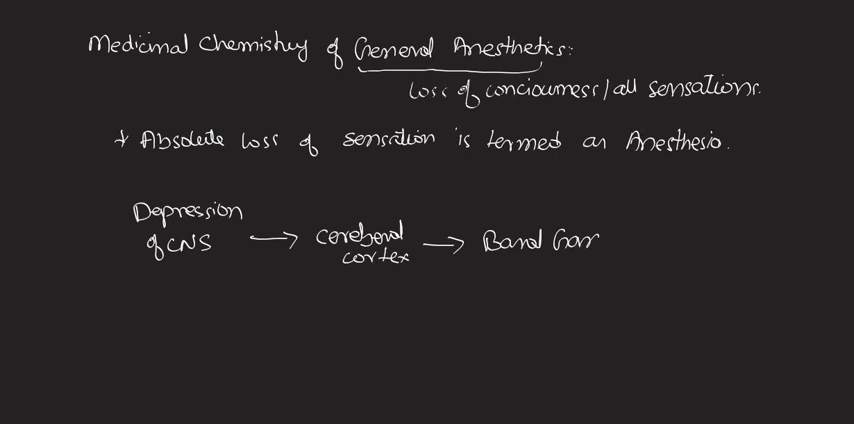 Medicinal Chemistry of General Anesthetics:
Loss of conciousness/all sensations.
+ Absolute loss of sensation is termed as Anesthesia.
Depression
of CNS → cerebral cortex → Basal Gan